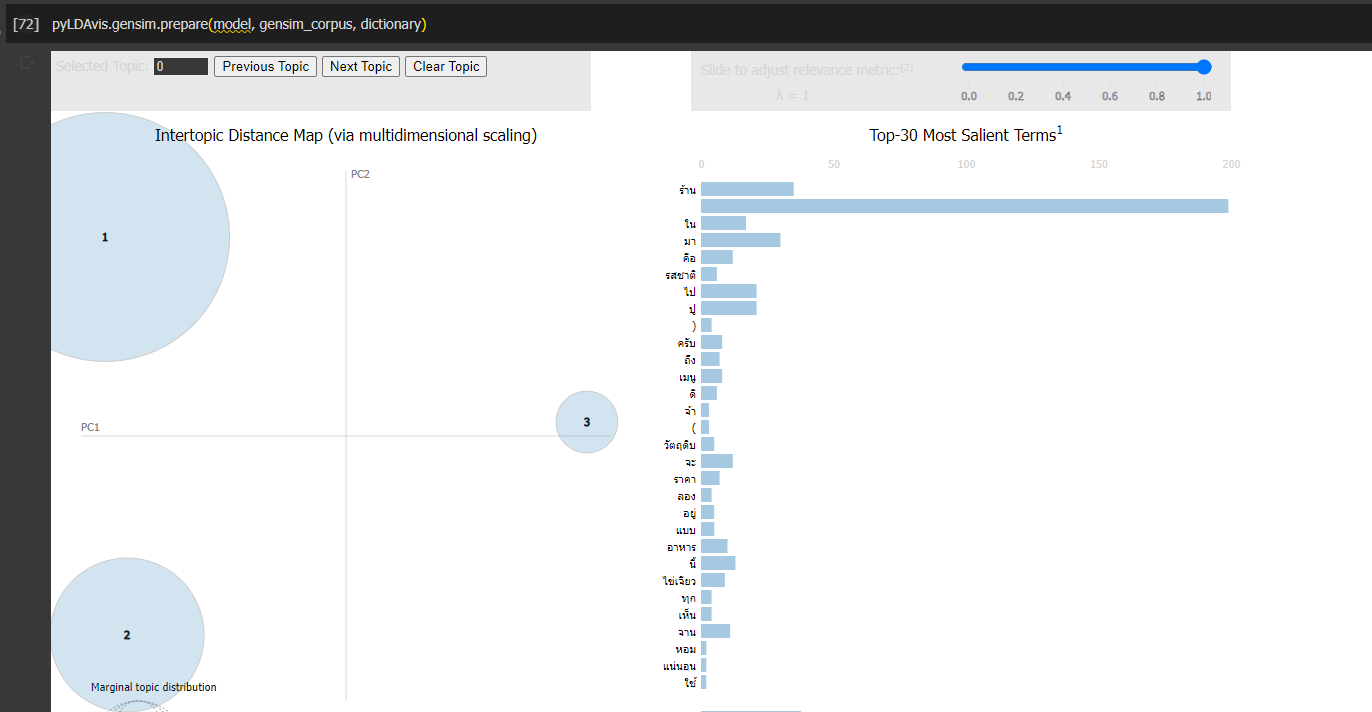 [72] pyLDAvis.gensim.prepare(model, gensim_corpus, dictionary)
Selected Topic: 0 Previous Topic Next Topic Clear Topic
Slide to adjust relevance metric:(2)
λ = 1
0.0 0.2 0.4 0.6 0.8 1.0
Intertopic Distance Map (via multidimensional scaling)
PC2
PC1
1
2
3
Marginal topic distribution
Top-30 Most Salient Terms1
0 50 100 150 200
ร้าน
ใน
มา
คือ
รสชาติ
ไป
ปู
)
ครับ
ถึง
เมนู
ดี
จ้า
(
วัตถุดิบ
จะ
ราคา
ลอง
อยู่
แบบ
อาหาร
นี้
ไข่เจียว
ทุก
เห็น
จาน
หอม
แน่นอน
ใช้